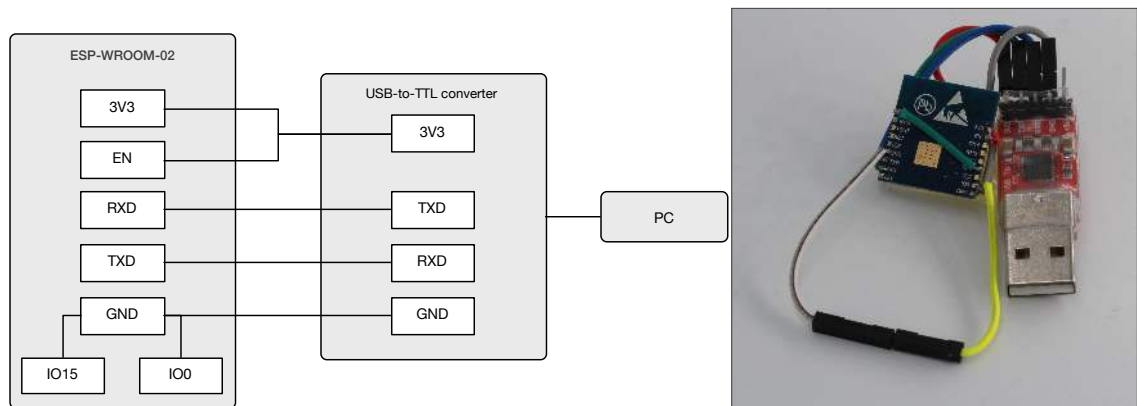 ESP-WROOM-02
3V3
EN
RXD
TXD
GND
IO15
IO0
USB-to-TTL converter
3V3
TXD
RXD
GND
PC